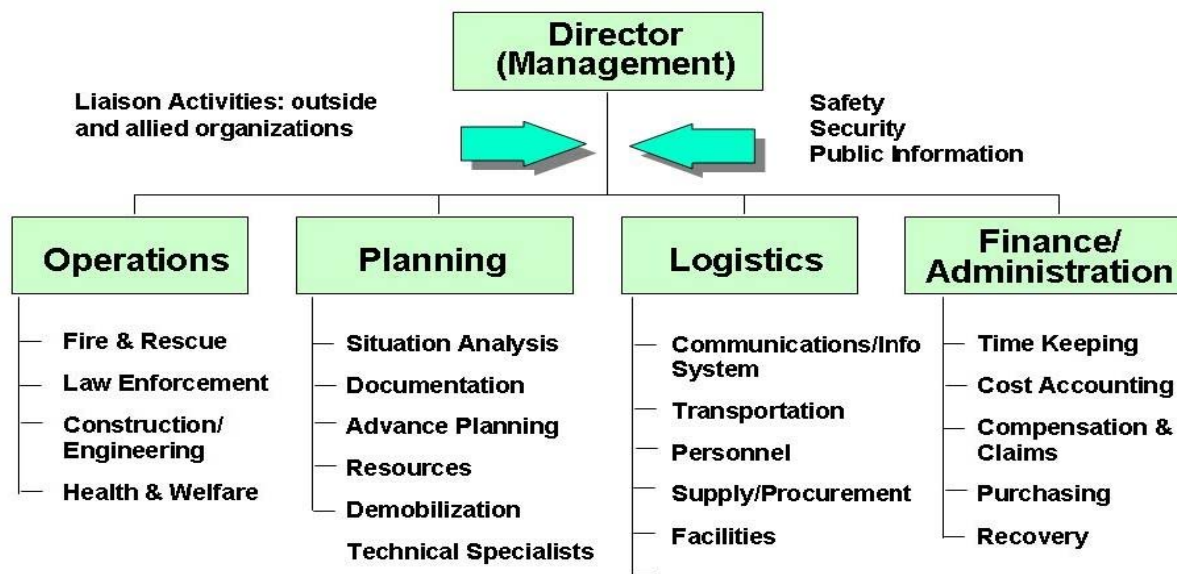 Director
(Management)
Liaison Activities: outside
and allied organizations
Safety
Security
Public Information
Operations
Fire & Rescue
Law Enforcement
Construction/
Engineering
Health & Welfare
Planning
Situation Analysis
Documentation
Advance Planning
Resources
Demobilization
Technical Specialists
Logistics
Communications/Info
System
Transportation
Personnel
Supply/Procurement
Facilities
Finance/
Administration
Time Keeping
Cost Accounting
Compensation &
Claims
Purchasing
Recovery